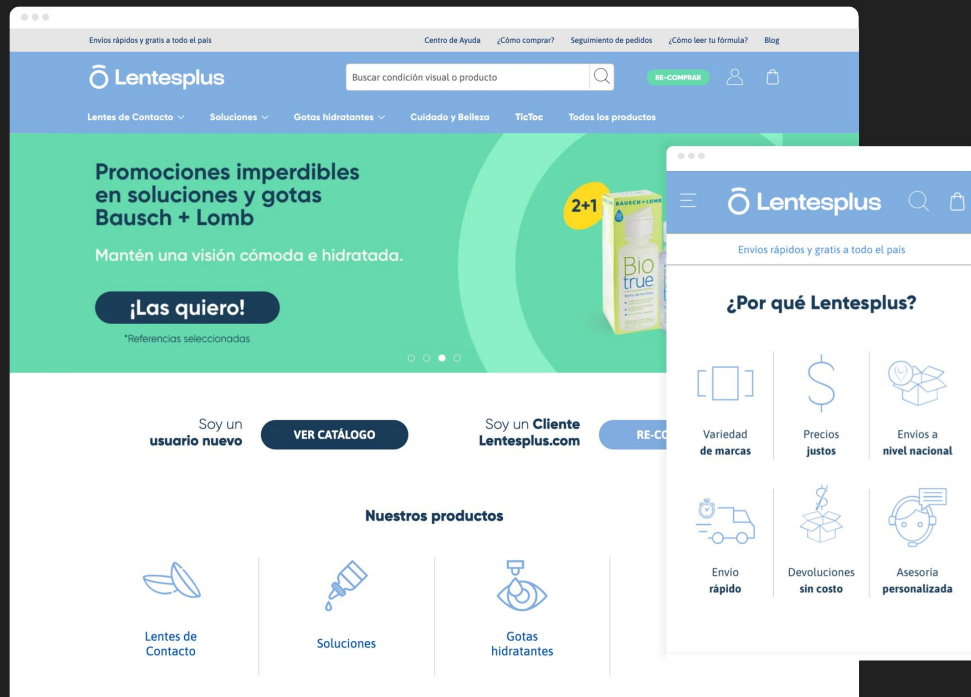 Envíos rápidos y gratis a todo el país
Centro de Ayuda ¿Cómo comprar? Seguimiento de pedidos ¿Cómo leer tu fórmula? Blog
Lentesplus
Buscar condición visual o producto
RE-COMPRAR
Lentes de Contacto Soluciones Gotas hidratantes Cuidado y Belleza TicToc Todos los productos
Promociones imperdibles
en soluciones y gotas
Bausch + Lomb
Mantén una visión cómoda e hidratada.
¡Las quiero!
*Referencias seleccionadas
2+1
BAUSCH + LOMB
Bio
true
Soy un
usuario nuevo
VER CATÁLOGO
Soy un Cliente
Lentesplus.com
RE-CO
Nuestros productos
Lentes de
Contacto
Soluciones
Gotas
hidratantes
Lentesplus
Envíos rápidos y gratis a todo el país
¿Por qué Lentesplus?
Variedad
de marcas
Precios
justos
Envíos a
nivel nacional
Envío
rápido
Devoluciones
sin costo
Asesoría
personalizada